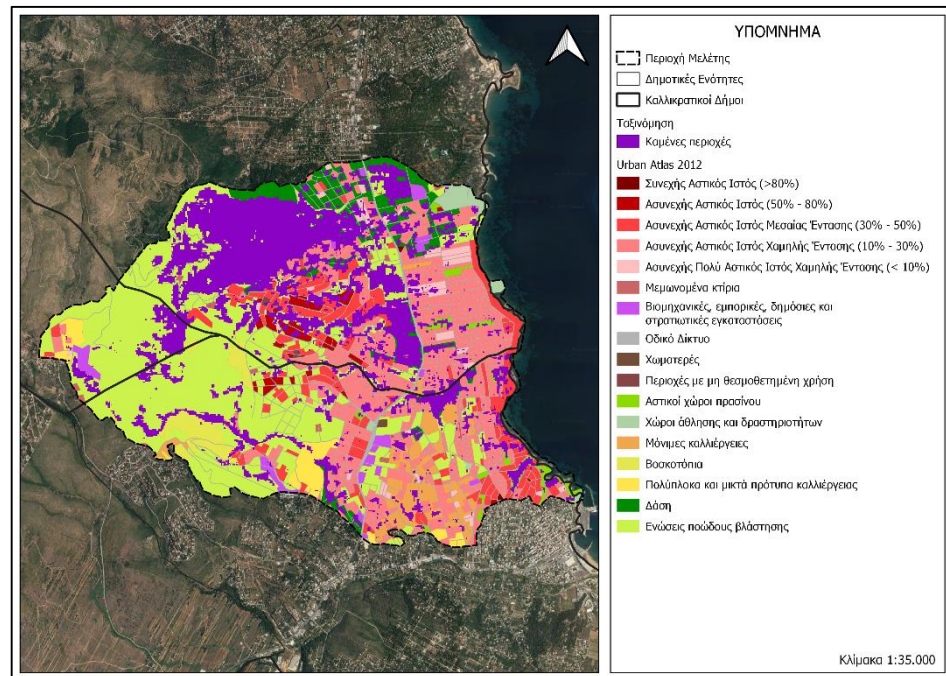 ΥΠΟΜΝΗΜΑ
Περιοχή Μελέτης
Δημοτικές Ενότητες
Καλλικρατικοί Δήμοι
Ταξινόμηση
Καμένες περιοχές
Urban Atlas 2012
Συνεχής Αστικός Ιστός (>80%)
Ασυνεχής Αστικός Ιστός (50% - 80%)
Ασυνεχής Αστικός Ιστός Μεσαίας Έντασης (30% - 50%)
Ασυνεχής Αστικός Ιστός Χαμηλής Έντασης (10% - 30%)
Ασυνεχής Πολύ Αστικός Ιστός Χαμηλής Έντασης (< 10%)
Μεμωνομένα κτίρια
Βιομηχανικές, εμπορικές, δημόσιες και
στρατιωτικές εγκαταστάσεις
Οδικό Δίκτυο
Χωματερές
Περιοχές με μη θεσμοθετημένη χρήση
Αστικοί χώροι πρασίνου
Χώροι άθλησης και δραστηριοτήτων
Μόνιμες καλλιέργειες
Βοσκοτόπια
Πολύπλοκα και μικτά πρότυπα καλλιέργειας
Δάση
Ενώσεις ποώδους βλάστησης
Κλίμακα 1:35.000